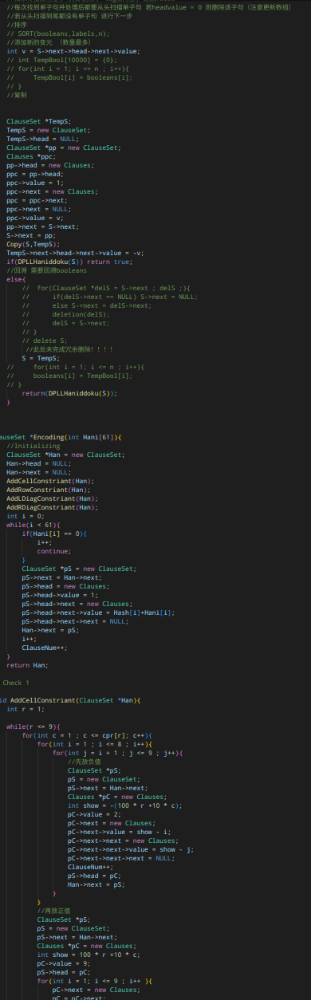 //每次找到单子句并处理后都要从头扫描单子句 若headvalue = 0 则删除该子句(注意更新数组)
//若从头扫描到尾都没有单子句 进行下一步
//排序
// SORT(booleans,labels,n);
//添加新的变元 (数量最多)
int v = S->next->head->next->value;
// int TempBool[10000] = {0};
// for(int i = 1; i <= n ; i++){
//     TempBool[i] = booleans[i];
// }
//复制
ClauseSet *TempS;
TempS = new ClauseSet;
TempS->head = NULL;
ClauseSet *pp = new ClauseSet;
Clauses *ppc;
pp->head = new Clauses;
ppc = pp->head;
ppc->value = 1;
ppc->next = new Clauses;
ppc = ppc->next;
ppc->next = NULL;
ppc->value = v;
pp->next = S->next;
S->next = pp;
Copy(S,TempS);
TempS->next->head->next->value = -v;
if(DPLLHaniddoku(S)) return true;
//回溯 需要回溯booleans
else{
//  for(ClauseSet *delS = S->next ; delS ;){
//      if(delS->next == NULL) S->next = NULL;
//      else S->next = delS->next;
//      deletion(delS);
//      delS = S->next;
// }
// delete S;
//此处未完成冗余删除！！！！
S = TempS;
//     for(int i = 1; i <= n ; i++){
//     booleans[i] = TempBool[i];
// }
return(DPLLHaniddoku(S));
}
auseSet *Encoding(int Hani[61]){
//Initializing
ClauseSet *Han = new ClauseSet;
Han->head = NULL;
Han->next = NULL;
AddCellConstriant(Han);
AddRowConstriant(Han);
AddLDiagConstriant(Han);
AddRDiagConstriant(Han);
int i = 0;
while(i < 61){
if(Hani[i] == 0){
i++;
continue;
}
ClauseSet *pS = new ClauseSet;
pS->next = Han->next;
pS->head = new Clauses;
pS->head->value = 1;
pS->head->next = new Clauses;
pS->head->next->value = Hash[i]+Hani[i];
pS->head->next->next = NULL;
Han->next = pS;
i++;
ClauseNum++;
}
return Han;
Check 1
id AddCellConstriant(ClauseSet *Han){
int r = 1;
while(r <= 9){
for(int c = 1 ; c <= cpr[r]; c++){
for(int i = 1 ; i <= 8 ; i++){
for(int j = i + 1 ; j <= 9 ; j++){
//先放负值
ClauseSet *pS;
pS = new ClauseSet;
pS->next = Han->next;
Clauses *pC = new Clauses;
int show = -(100 * r +10 * c);
pC->value = 2;
pC->next = new Clauses;
pC->next->value = show - i;
pC->next->next = new Clauses;
pC->next->next->value = show - j;
pC->next->next->next = NULL;
ClauseNum++;
pS->head = pC;
Han->next = pS;
}
}
//再放正值
ClauseSet *pS;
pS = new ClauseSet;
pS->next = Han->next;
Clauses *pC = new Clauses;
int show = 100 * r +10 * c;
pC->value = 9;
pS->head = pC;
for(int i = 1; i <= 9 ; i++ ){
pC->next = new Clauses;
pC = pC->next;